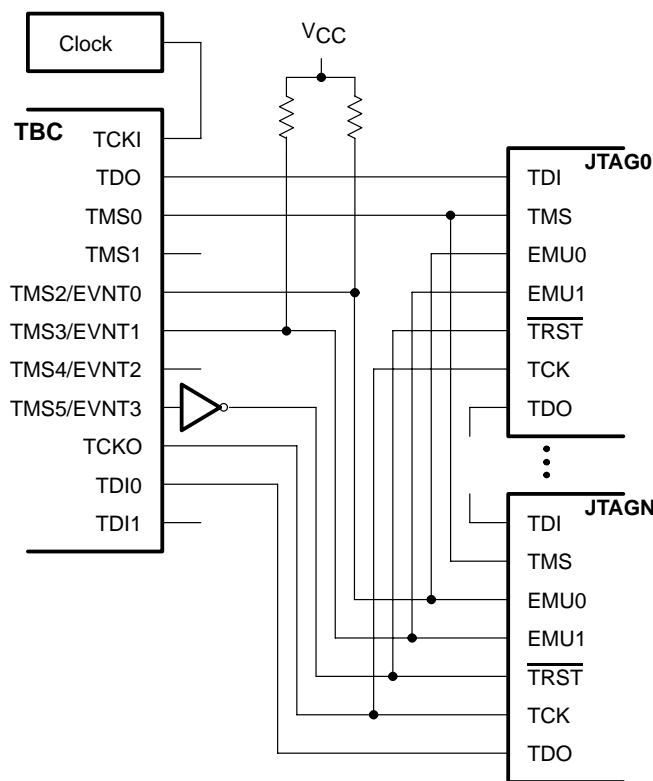 Clock
VCC
TBC
TCKI
TDO
TMS0
TMS1
TMS2/EVNT0
TMS3/EVNT1
TMS4/EVNT2
TMS5/EVNT3
TCKO
TDI0
TDI1
JTAG0
TDI
TMS
EMU0
EMU1
TRST
TCK
TDO
JTAGN
TDI
TMS
EMU0
EMU1
TRST
TCK
TDO